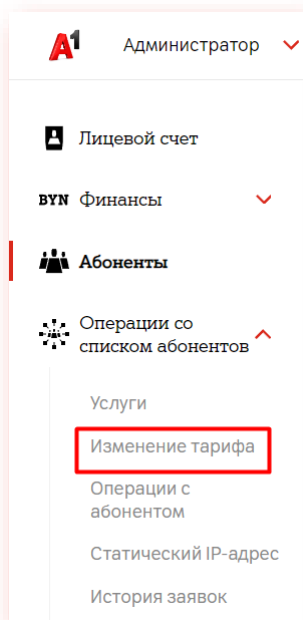 A1
Администратор
Лицевой счет
BYN Финансы
Абоненты
Операции со
списком абонентов
Услуги
Изменение тарифа
Операции с
абонентом
Статический IP-адрес
История заявок